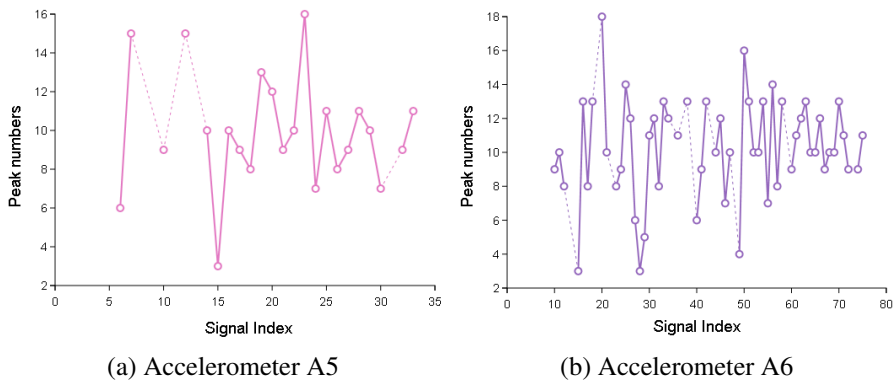 16
14
12
10
8
6
4
2
Peak numbers
0 5 10 15 20 25 30 35
Signal Index
(a) Accelerometer A5
18
16
14
12
10
8
6
4
2
Peak numbers
0 10 20 30 40 50 60 70 80
Signal Index
(b) Accelerometer A6